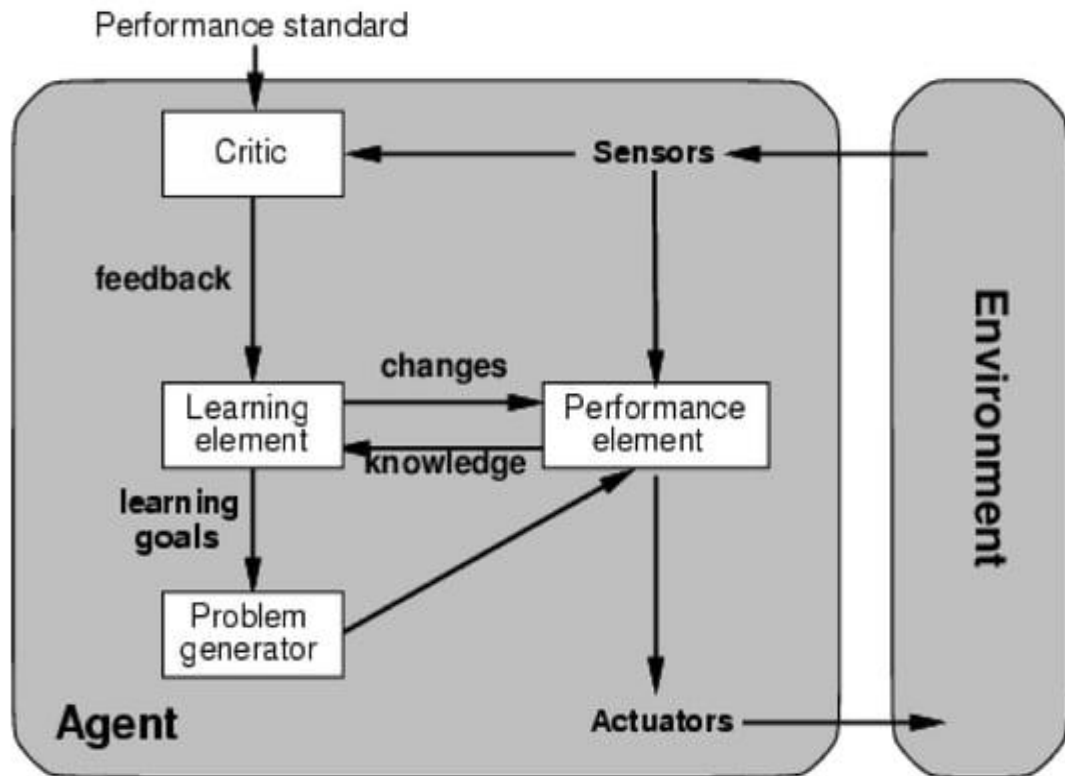 Performance standard
Critic
Sensors
feedback
changes
Learning
element
Performance
element
knowledge
learning
goals
Problem
generator
Agent
Actuators
Environment